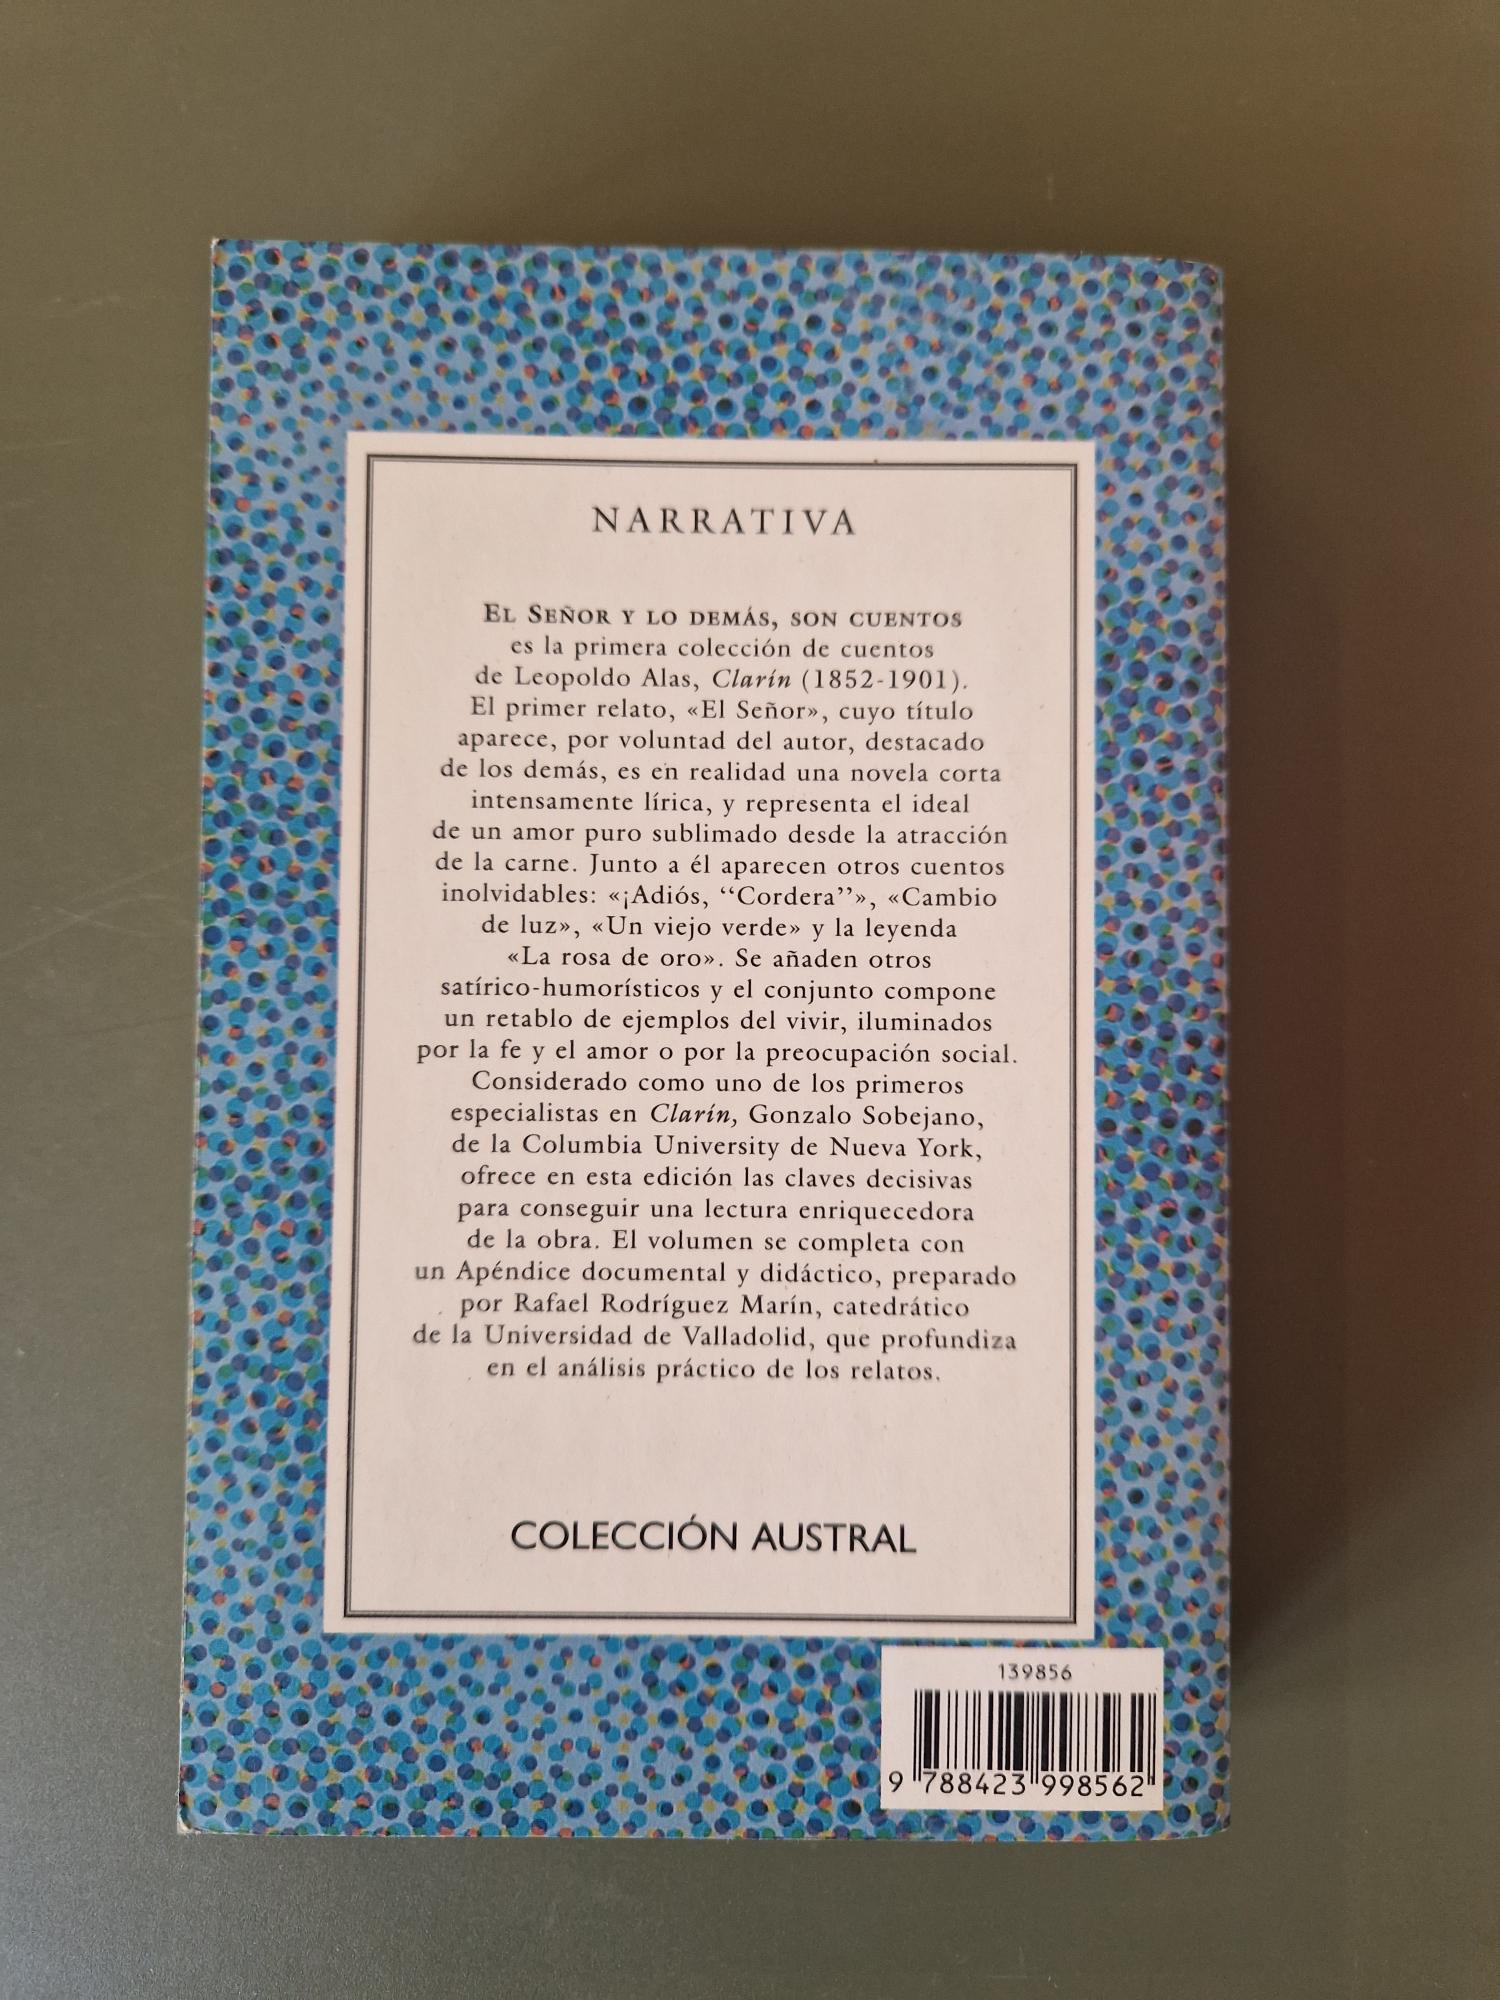 NARRATIVA
EL SEÑOR Y LO DEMÁS, SON CUENTOS
es la primera colección de cuentos
de Leopoldo Alas, Clarín (1852-1901).
El primer relato, «El Señor», cuyo título
aparece, por voluntad del autor, destacado
de los demás, es en realidad una novela corta
intensamente lírica, y representa el ideal
de un amor puro sublimado desde la atracción
de la carne. Junto a él aparecen otros cuentos
inolvidables: «¡Adiós, “Cordera”», «Cambio
de luz», «Un viejo verde» y la leyenda
«La rosa de oro». Se añaden otros
satírico-humorísticos y el conjunto compone
un retablo de ejemplos del vivir, iluminados
por la fe y el amor o por la preocupación social.
Considerado como uno de los primeros
especialistas en Clarín, Gonzalo Sobejano,
de la Columbia University de Nueva York,
ofrece en esta edición las claves decisivas
para conseguir una lectura enriquecedora
de la obra. El volumen se completa con
un Apéndice documental y didáctico, preparado
por Rafael Rodríguez Marín, catedrático
de la Universidad de Valladolid, que profundiza
en el análisis práctico de los relatos.
COLECCIÓN AUSTRAL
139856
9 788423 998562